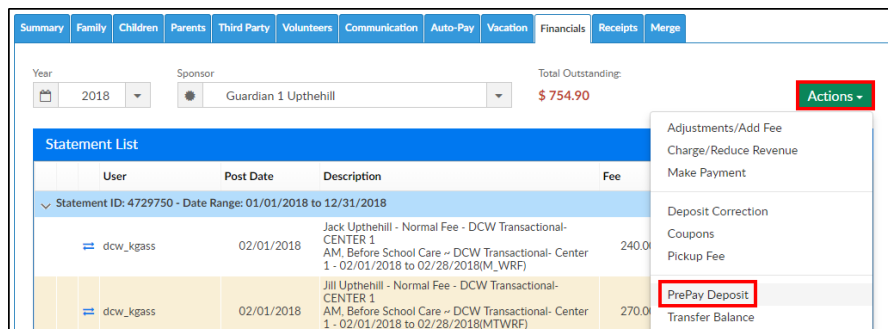 Summary Family Children Parents Third Party Volunteers Communication Auto-Pay Vacation Financials Receipts Merge
Year Sponsor Total Outstanding:
2018 Guardian 1 Upthehill $ 754.90 Actions
Statement List
User Post Date Description Fee
Statement ID: 4729750 - Date Range: 01/01/2018 to 12/31/2018
Jack Upthehill - Normal Fee - DCW Transactional-
CENTER 1
dcw_kgass 02/01/2018 AM, Before School Care ~ DCW Transactional- Center 240.0
1 - 02/01/2018 to 02/28/2018(M_WRF)
Jill Upthehill - Normal Fee - DCW Transactional-
CENTER 1
dcw_kgass 02/01/2018 AM, Before School Care ~ DCW Transactional- Center 270.0
1 - 02/01/2018 to 02/28/2018(MTWRF)
Adjustments/Add Fee
Charge/Reduce Revenue
Make Payment
Deposit Correction
Coupons
Pickup Fee
PrePay Deposit
Transfer Balance